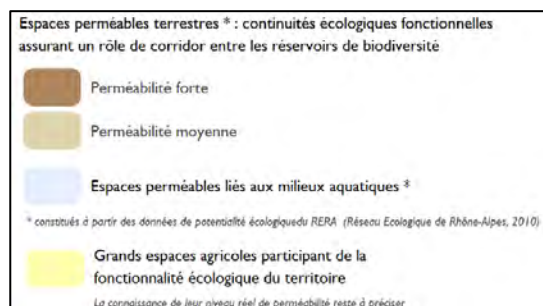 Espaces perméables terrestres * : continuités écologiques fonctionnelles
assurant un rôle de corridor entre les réservoirs de biodiversité
Perméabilité forte
Perméabilité moyenne
Espaces perméables liés aux milieux aquatiques *
* constitués à partir des données de potentialité écologiquedu RERA (Réseau Ecologique de Rhône-Alpes, 2010)
Grands espaces agricoles participant de la
fonctionnalité écologique du territoire
La connaissance de leur niveau réel de perméabilité reste à préciser